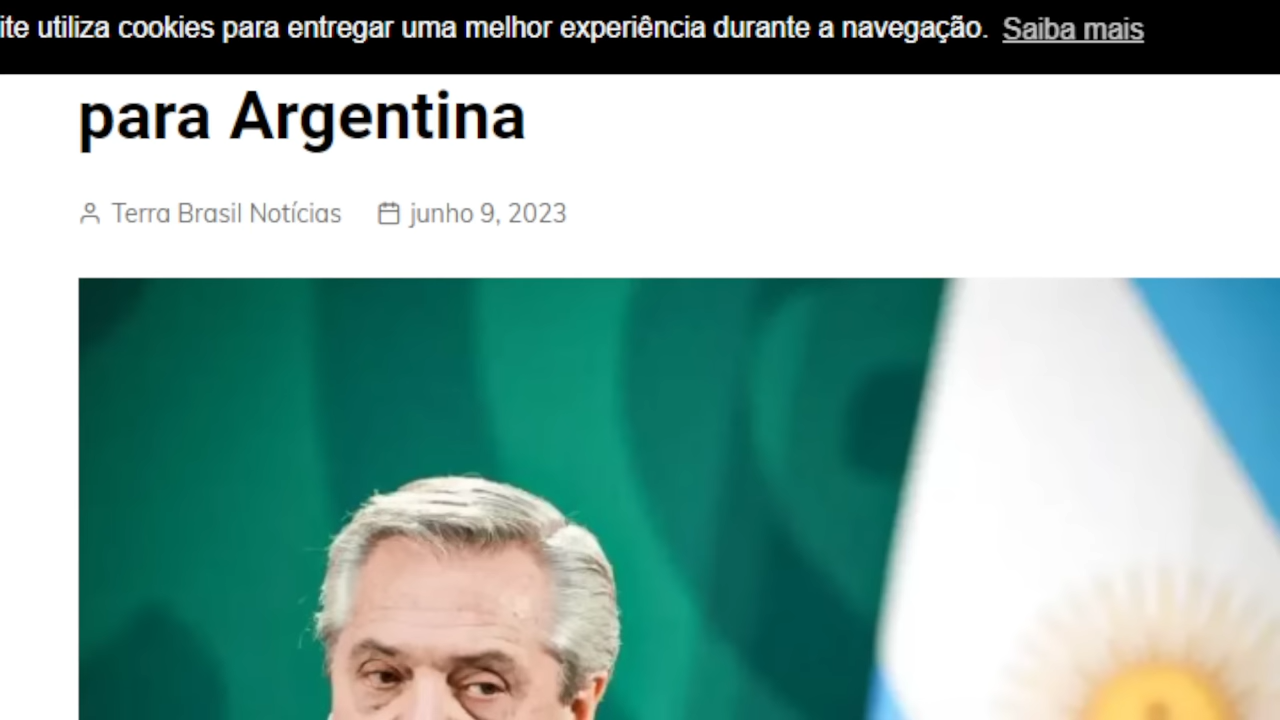 ite utiliza cookies para entregar uma melhor experiência durante a navegação. Saiba mais
para Argentina
Terra Brasil Notícias junho 9, 2023